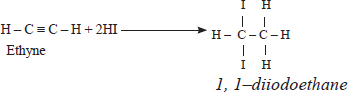 I H
| |
H – C ≡ C – H + 2HI → H – C – C – H
Ethyne
| |
I H
1, 1–diiodoethane